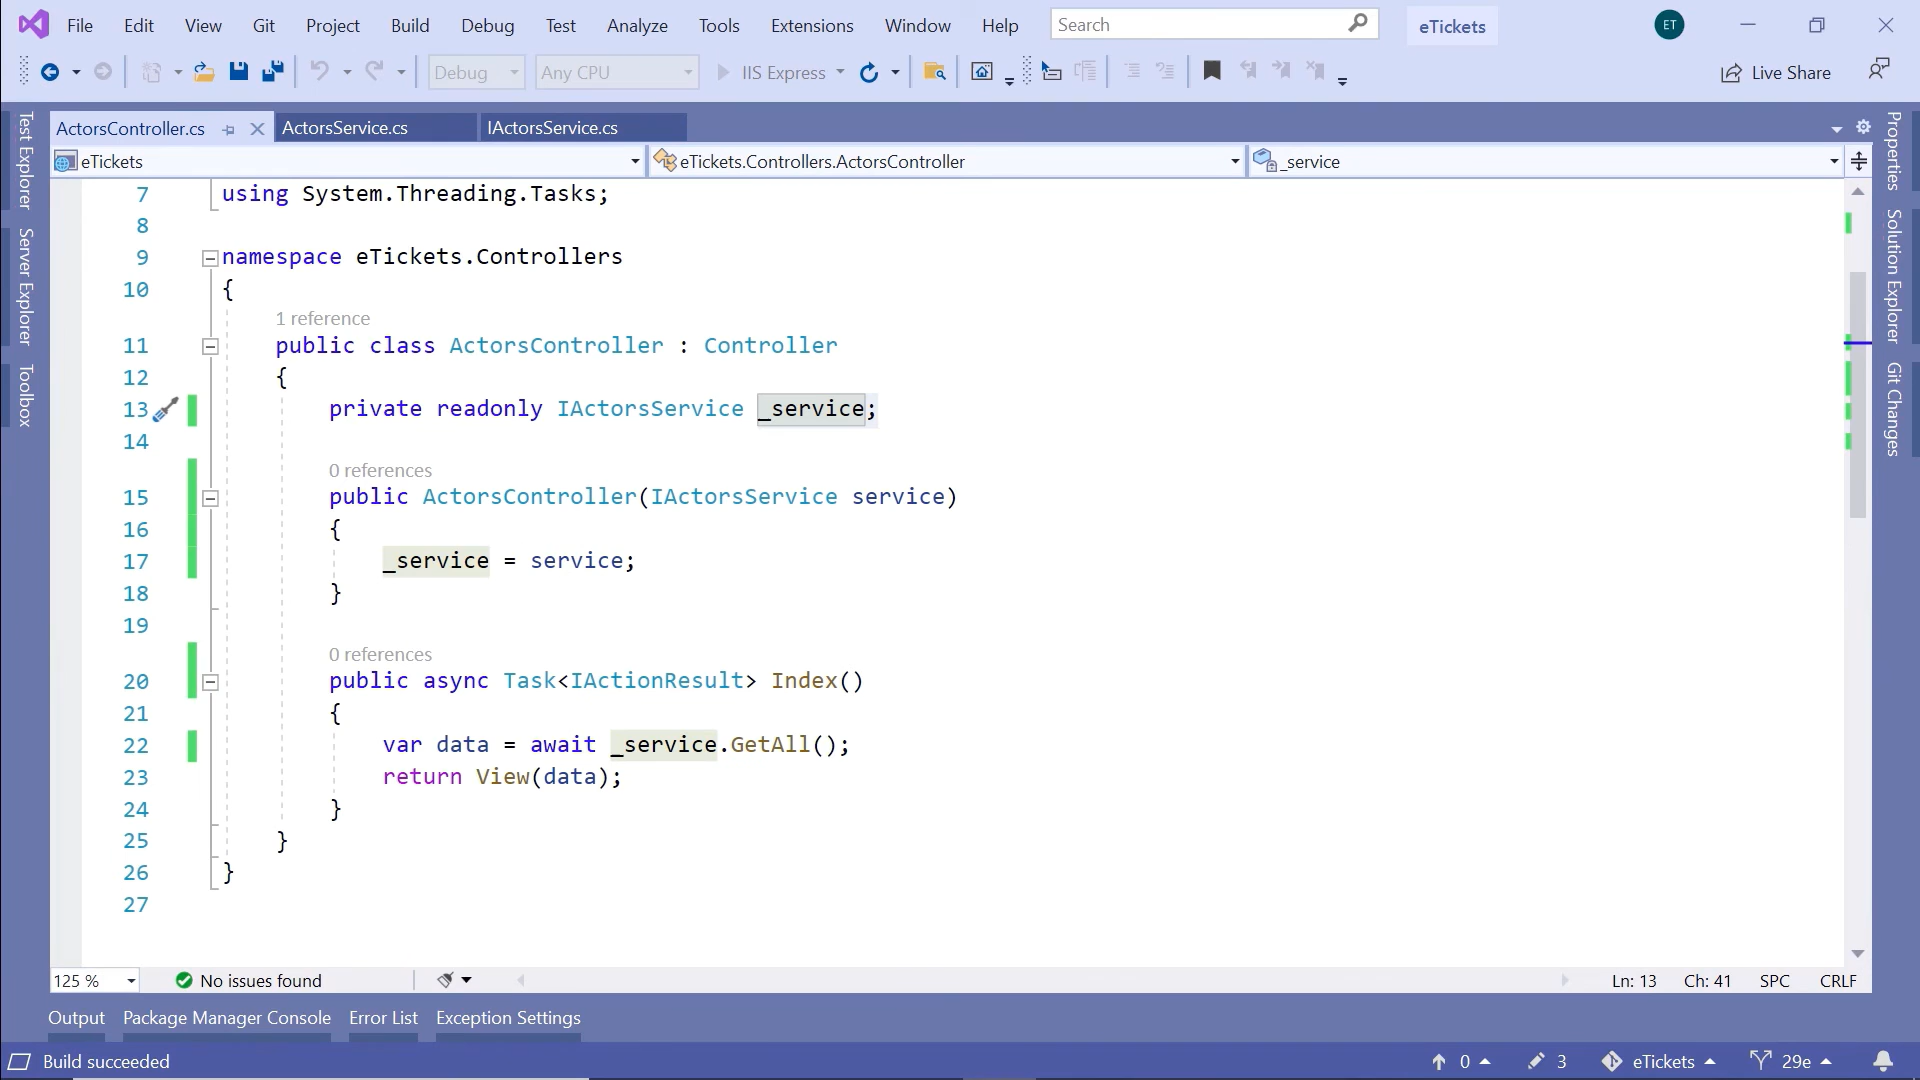 File Edit View Git Project Build Debug Test Analyze Tools Extensions Window Help Search eTickets ET
Debug Any CPU IIS Express Live Share
ActorsController.cs ActorsService.cs IActorsService.cs
eTickets eTickets.Controllers.ActorsController _service
Test Explorer
Server Explorer
Toolbox
Properties
Solution Explorer
Git Changes
7 using System.Threading.Tasks;
8
9 namespace eTickets.Controllers
10 {
1 reference
11 public class ActorsController : Controller
12 {
13 private readonly IActorsService _service;
14
0 references
15 public ActorsController(IActorsService service)
16 {
17 _service = service;
18 }
19
0 references
20 public async Task<IActionResult> Index()
21 {
22 var data = await _service.GetAll();
23 return View(data);
24 }
25 }
26 }
27
125 % No issues found Ln: 13 Ch: 41 SPC CRLF
Output Package Manager Console Error List Exception Settings
Build succeeded 0 3 eTickets 29e